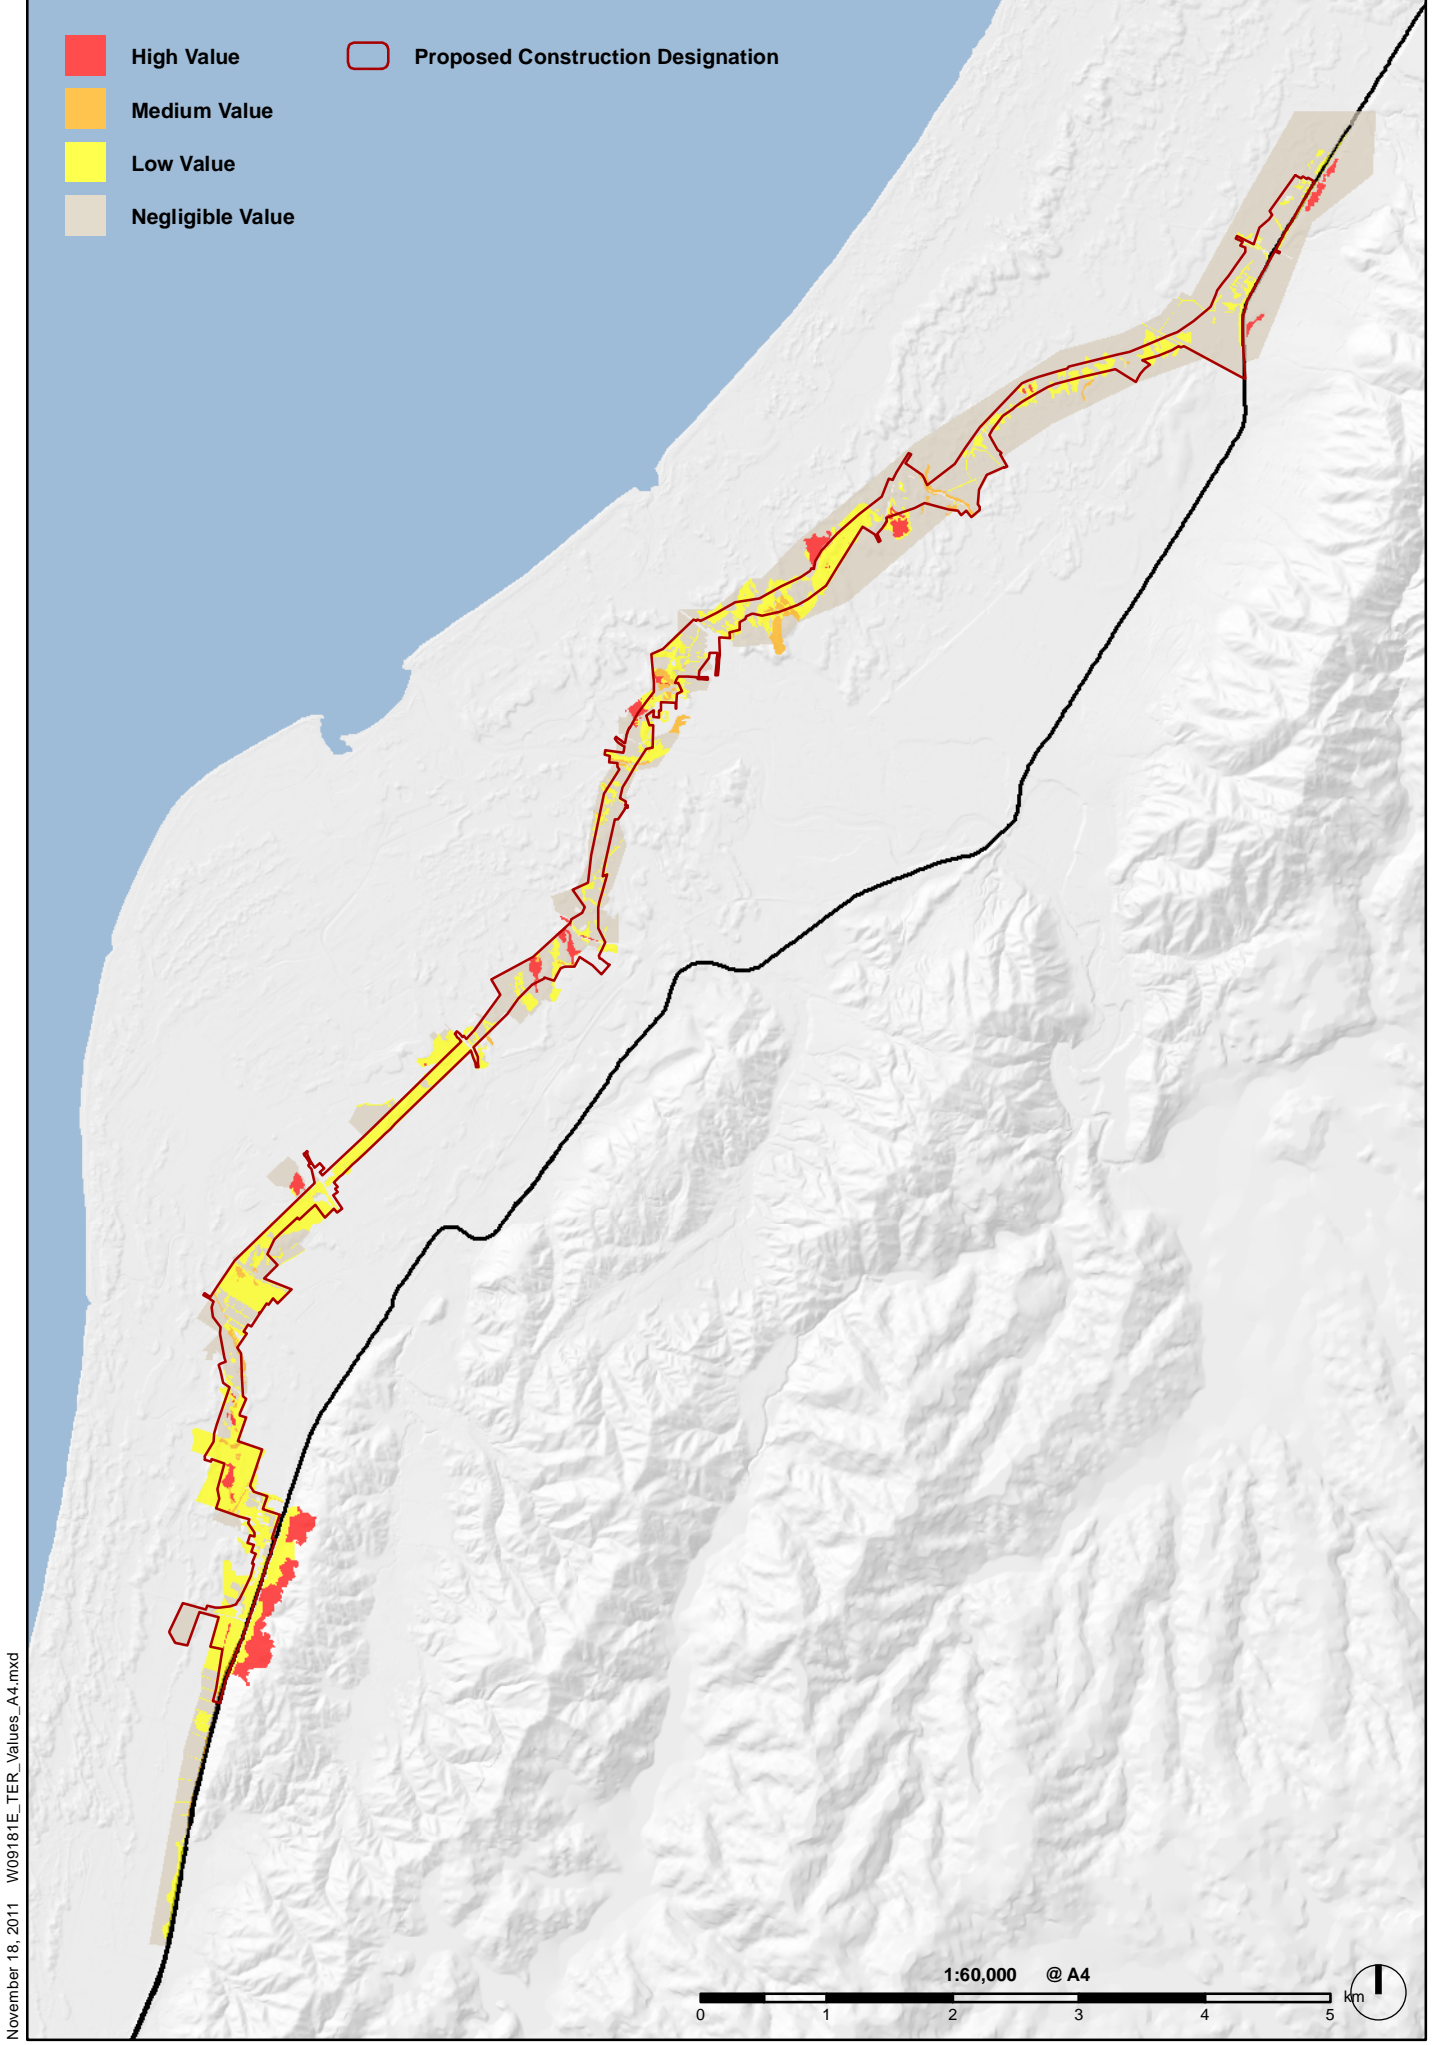 High Value
Proposed Construction Designation
Medium Value
Low Value
Negligible Value
November 18, 2011 W09181E_TER_Values_A4.mxd
1:60,000 @ A4
km
0 1 2 3 4 5